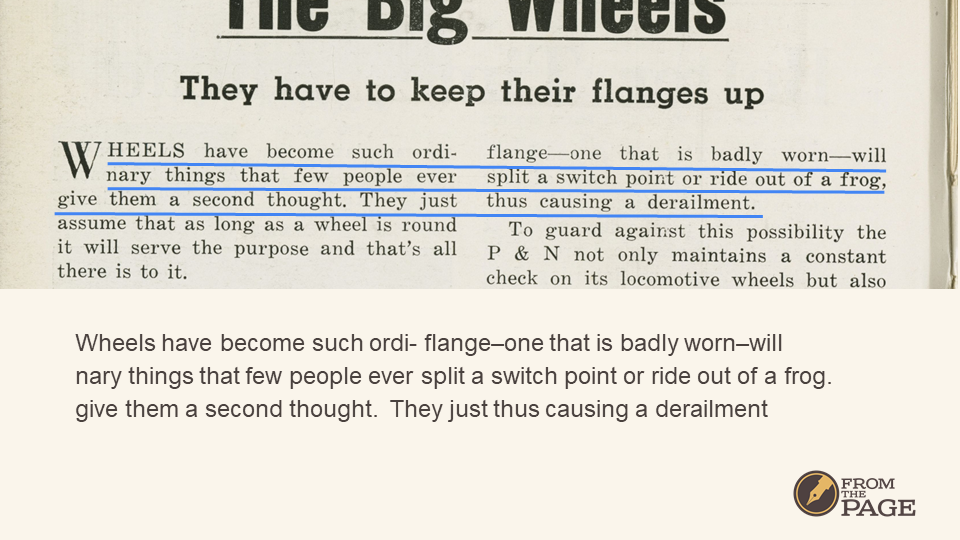 The Big Wheels
They have to keep their flanges up
WHEELS have become such ordi-
nary things that few people ever
give them a second thought. They just
assume that as long as a wheel is round
it will serve the purpose and that's all
there is to it.
flange—one that is badly worn—will
split a switch point or ride out of a frog,
thus causing a derailment.
To guard against this possibility the
P & N not only maintains a constant
check on its locomotive wheels but also
Wheels have become such ordi- flange–one that is badly worn–will
nary things that few people ever split a switch point or ride out of a frog.
give them a second thought.  They just thus causing a derailment
FROM
THE
PAGE